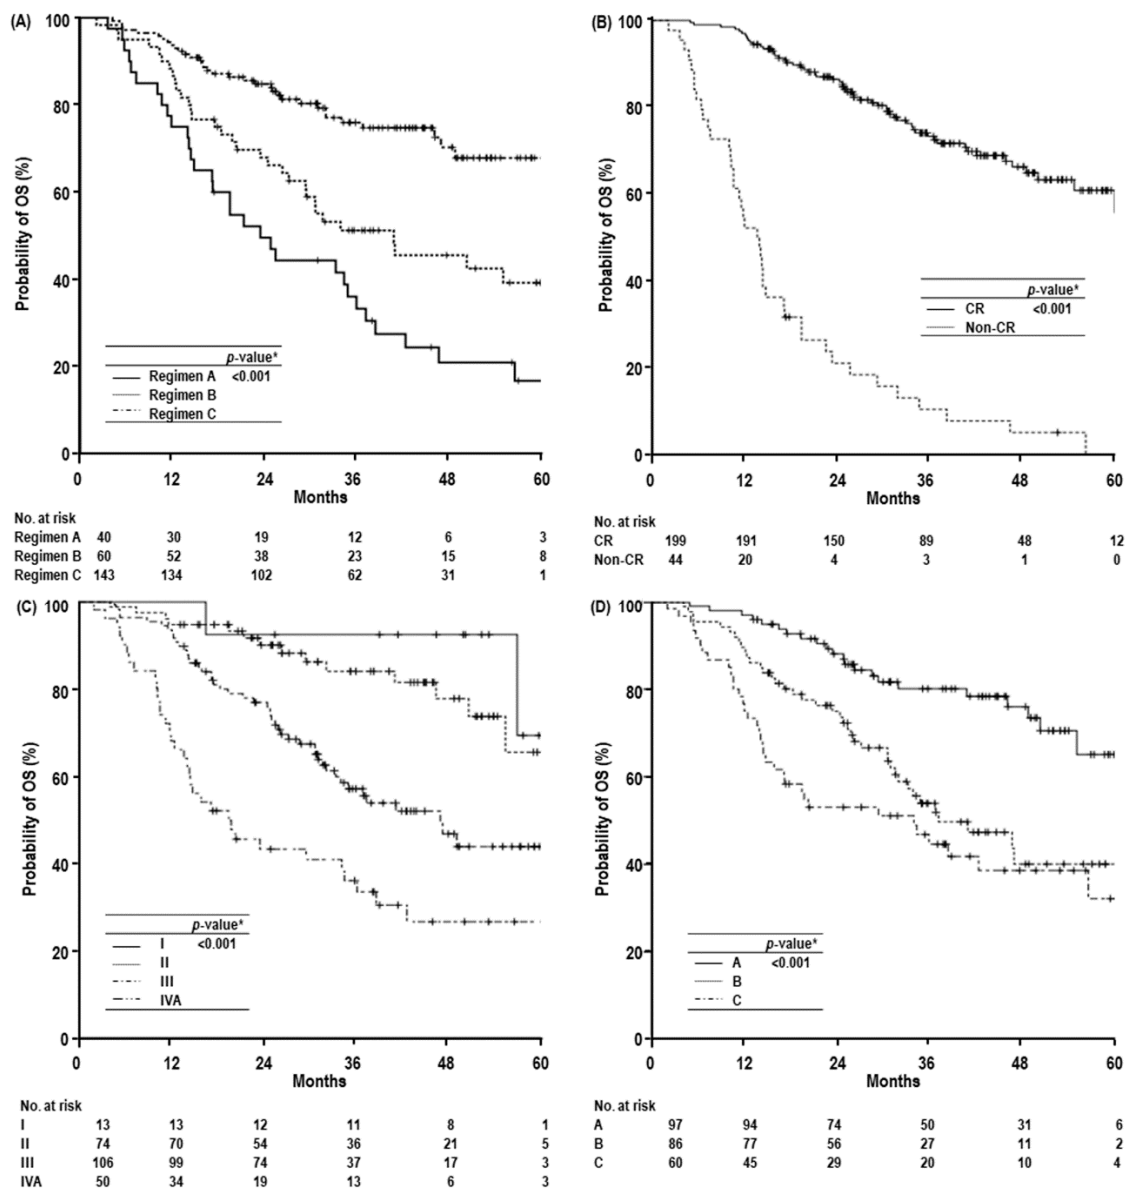 (A)
Probability of OS (%)
100
80
60
40
20
0
p-value*
Regimen A <0.001
Regimen B
Regimen C
0 12 24 36 48 60
Months
No. at risk
Regimen A 40 30 19 12 6 3
Regimen B 60 52 38 23 15 8
Regimen C 143 134 102 62 31 1
(B)
Probability of OS (%)
100
80
60
40
20
0
p-value*
CR <0.001
Non-CR
0 12 24 36 48 60
Months
No. at risk
CR 199 191 150 89 48 12
Non-CR 44 20 4 3 1 0
(C)
Probability of OS (%)
100
80
60
40
20
0
p-value*
I <0.001
II
III
IVA
0 12 24 36 48 60
Months
No. at risk
I 13 13 12 11 8 1
II 74 70 54 36 21 5
III 106 99 74 37 17 3
IVA 50 34 19 13 6 3
(D)
Probability of OS (%)
100
80
60
40
20
0
p-value*
A <0.001
B
C
0 12 24 36 48 60
Months
No. at risk
A 97 94 74 50 31 6
B 86 77 56 27 11 2
C 60 45 29 20 10 4